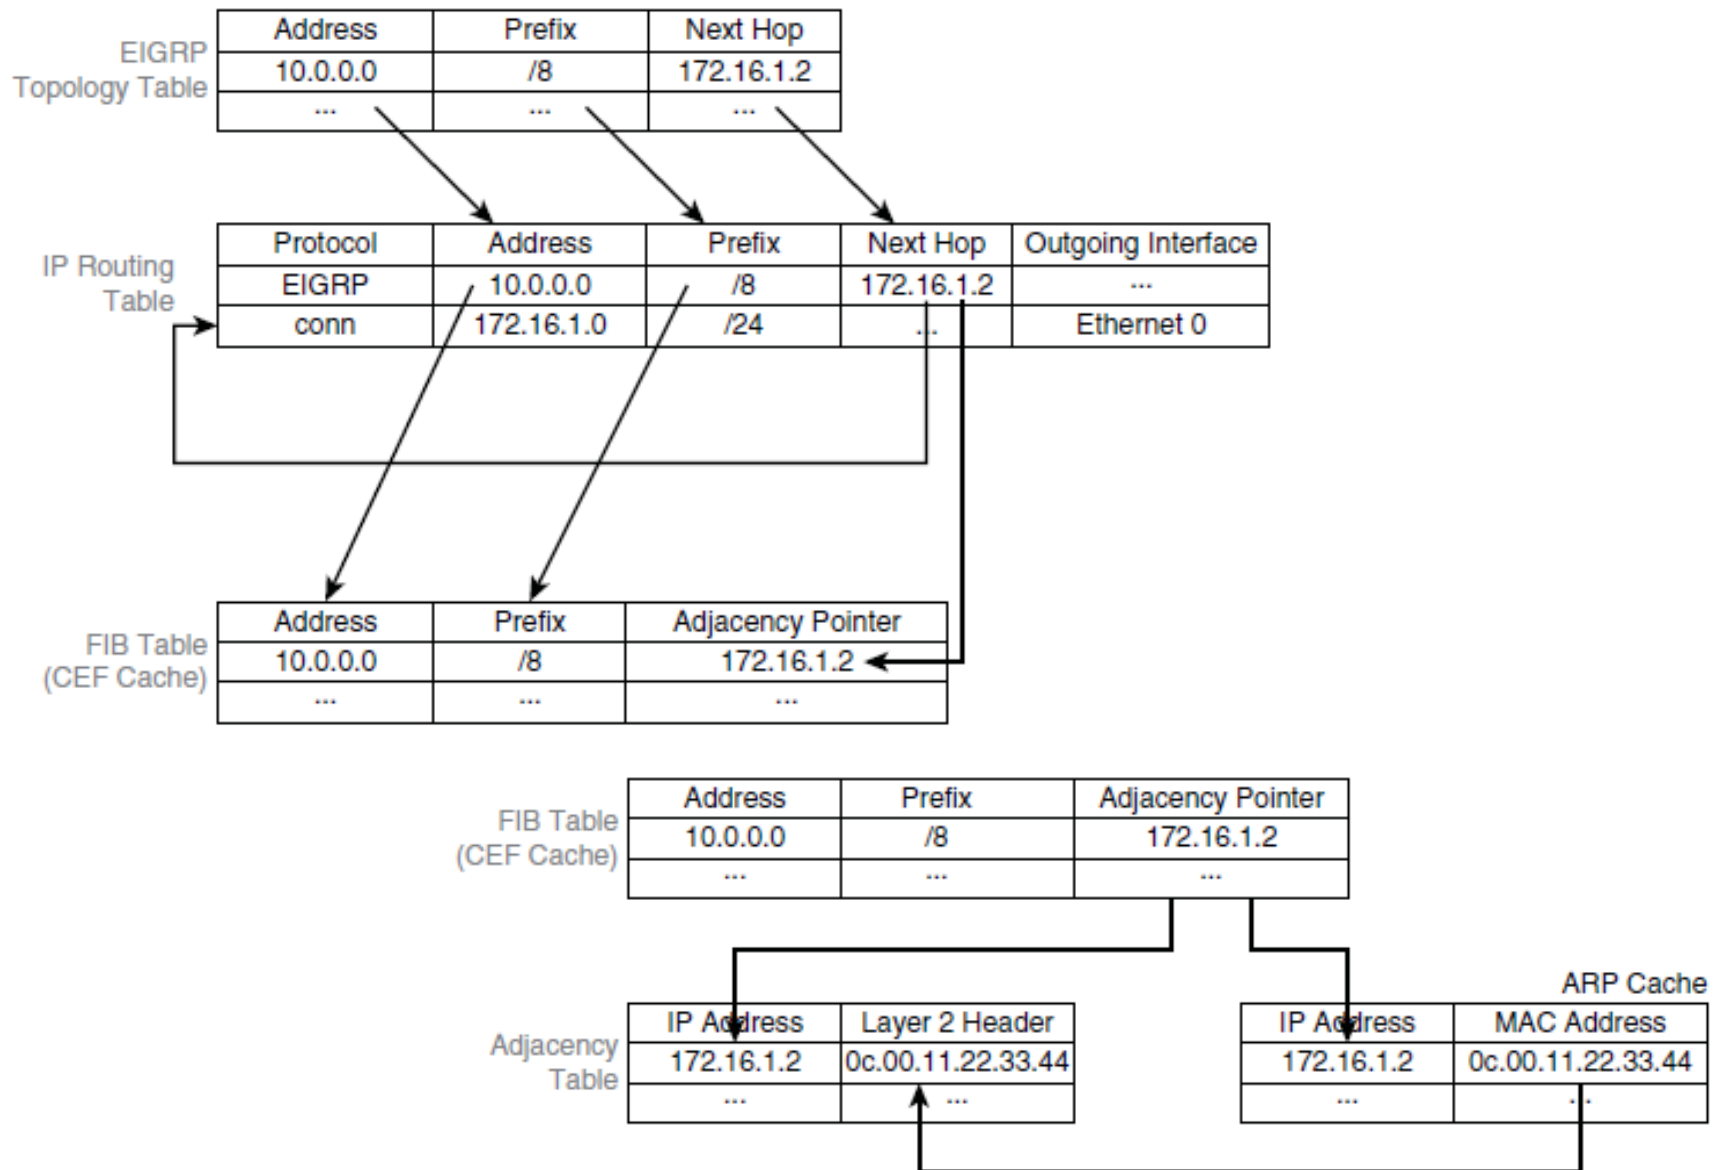 EIGRP
Topology Table
Address Prefix Next Hop
10.0.0.0 /8 172.16.1.2
... ... ...
IP Routing
Table
Protocol Address Prefix Next Hop Outgoing Interface
EIGRP 10.0.0.0 /8 172.16.1.2 ...
conn 172.16.1.0 /24 ... Ethernet 0
FIB Table
(CEF Cache)
Address Prefix Adjacency Pointer
10.0.0.0 /8 172.16.1.2
... ... ...
FIB Table
(CEF Cache)
Address Prefix Adjacency Pointer
10.0.0.0 /8 172.16.1.2
... ... ...
Adjacency
Table
IP Address Layer 2 Header
172.16.1.2 0c.00.11.22.33.44
... ...
ARP Cache
IP Address MAC Address
172.16.1.2 0c.00.11.22.33.44
... ...